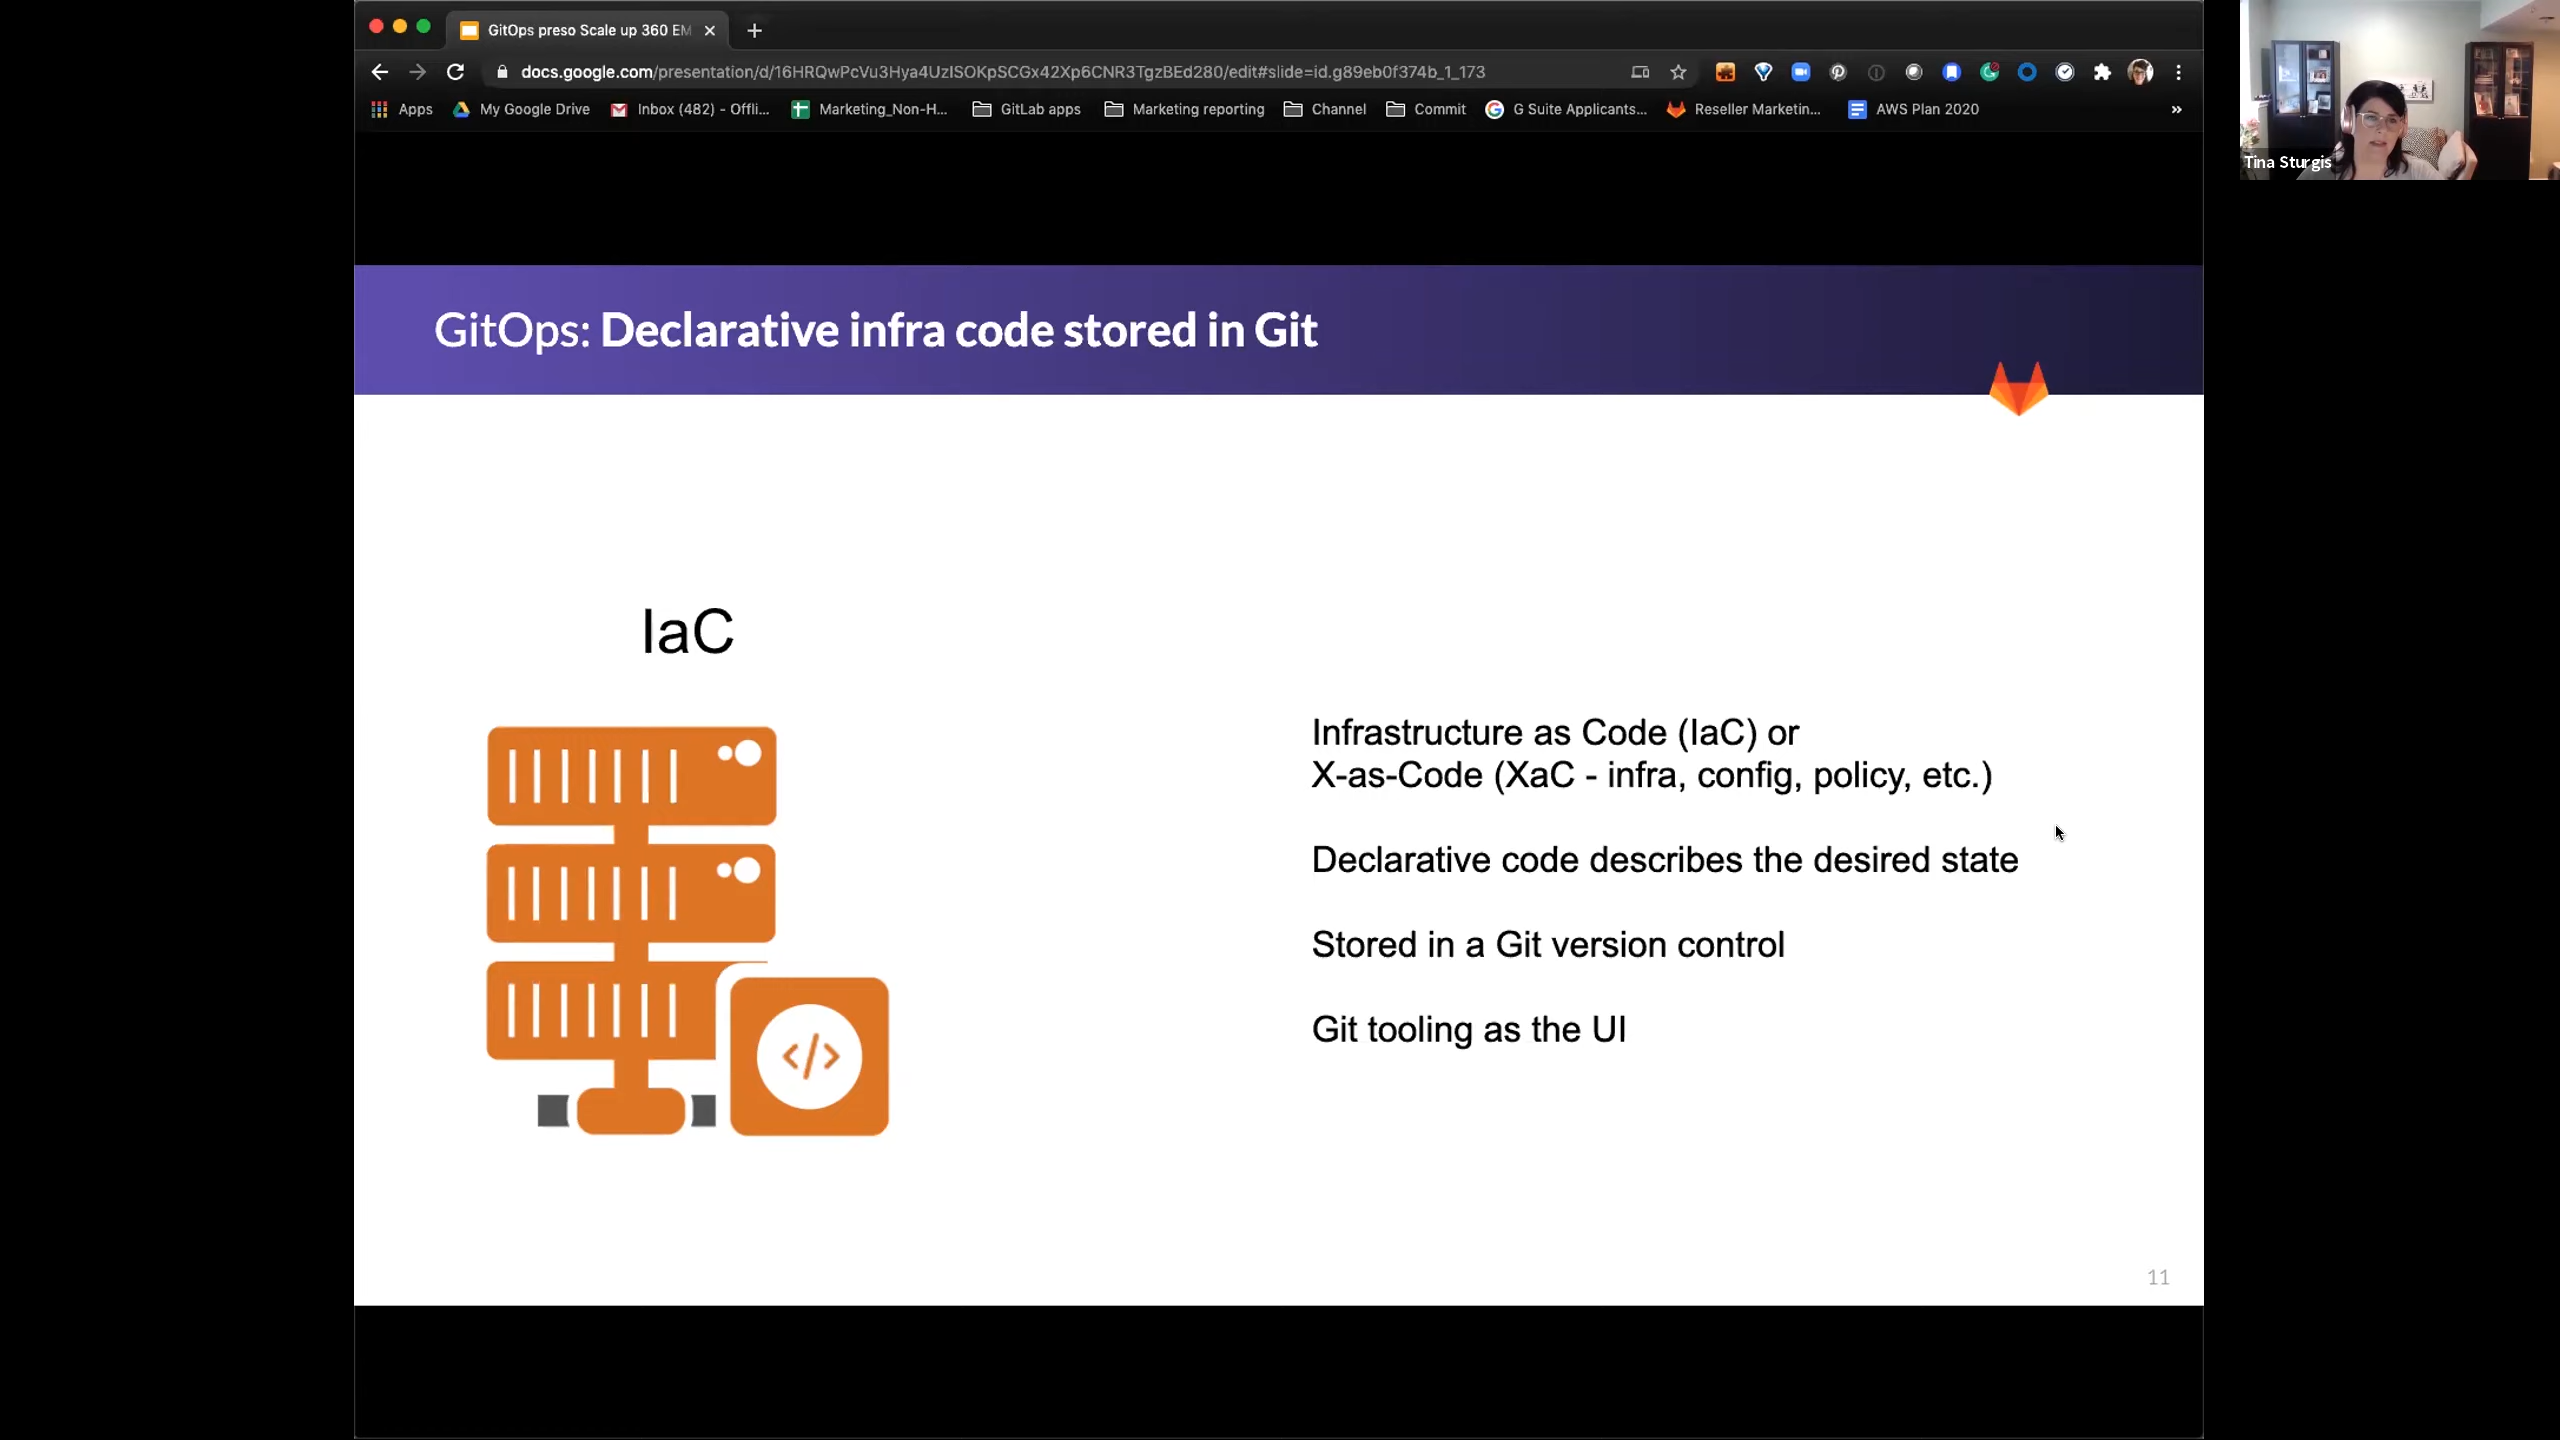 GitOps preso Scale up 360 EM
docs.google.com/presentation/d/16HRQwPcVu3Hya4UzISOKpSCGx42Xp6CNR3TgzBEd280/edit#slide=id.g89eb0f374b_1_173
Apps My Google Drive Inbox (482) - Offli... Marketing_Non-H... GitLab apps Marketing reporting Channel Commit G Suite Applicants... Reseller Marketin... AWS Plan 2020 »
Tina Sturgis
GitOps: Declarative infra code stored in Git
IaC
</>
Infrastructure as Code (IaC) or
X-as-Code (XaC - infra, config, policy, etc.)
Declarative code describes the desired state
Stored in a Git version control
Git tooling as the UI
11